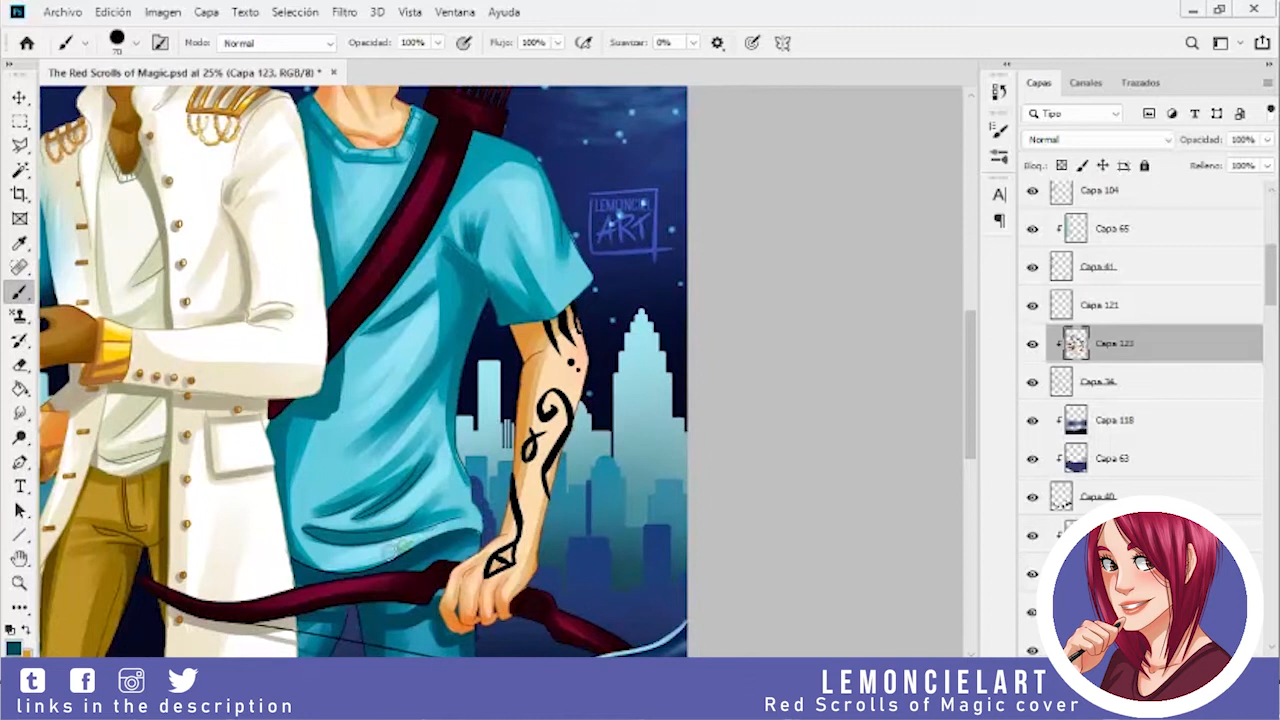 Archivo Edición Imagen Capa Texto Selección Filtro 3D Vista Ventana Ayuda
70 Modo: Normal Opacidad: 100% Flujo: 100% Suavizar: 0%
The Red Scrolls of Magic.psd al 25% (Capa 123, RGB/8) *
Capas Canales Trazados
Tipo
Normal Opacidad: 100%
Bloq.: Relleno: 100%
Capa 104
Capa 65
Capa 121
Capa 123
Capa 36
Capa 118
Capa 63
Capa 40
LEMONCIEL
ART
links in the description
LEMONCIELART
Red Scrolls of Magic cover